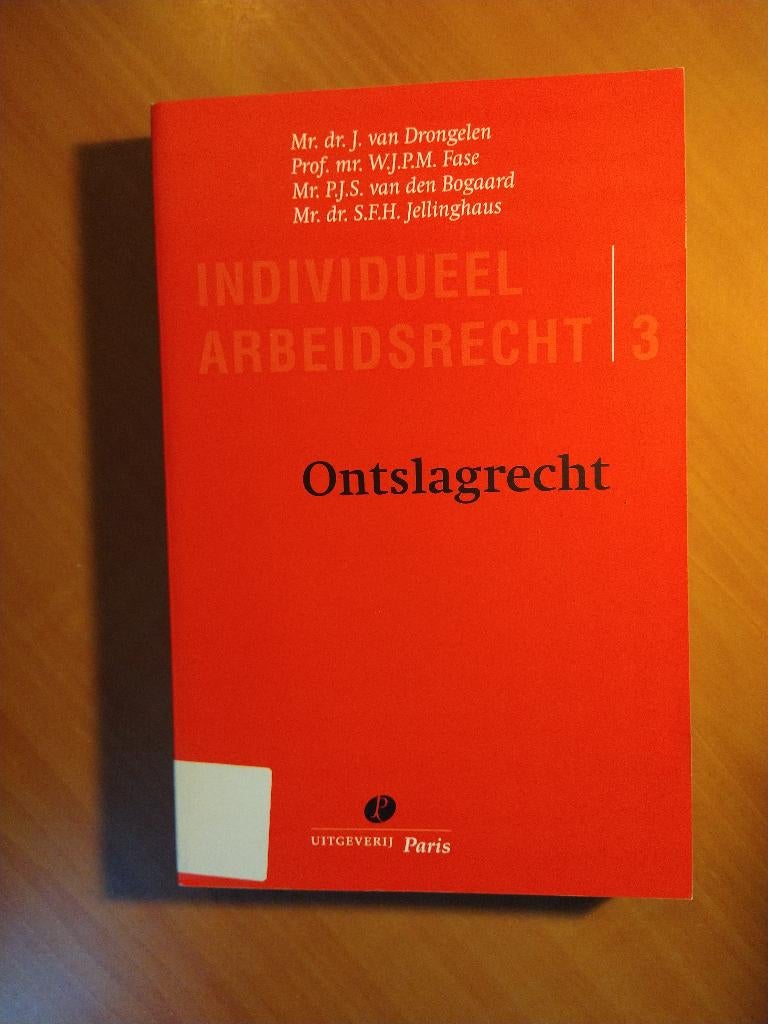 Mr. dr. J. van Drongelen
Prof. mr. W.J.P.M. Fase
Mr. P.J.S. van den Bogaard
Mr. dr. S.F.H. Jellinghaus
INDIVIDUEEL
ARBEIDSRECHT 3
Ontslagrecht
P
UITGEVERIJ Paris